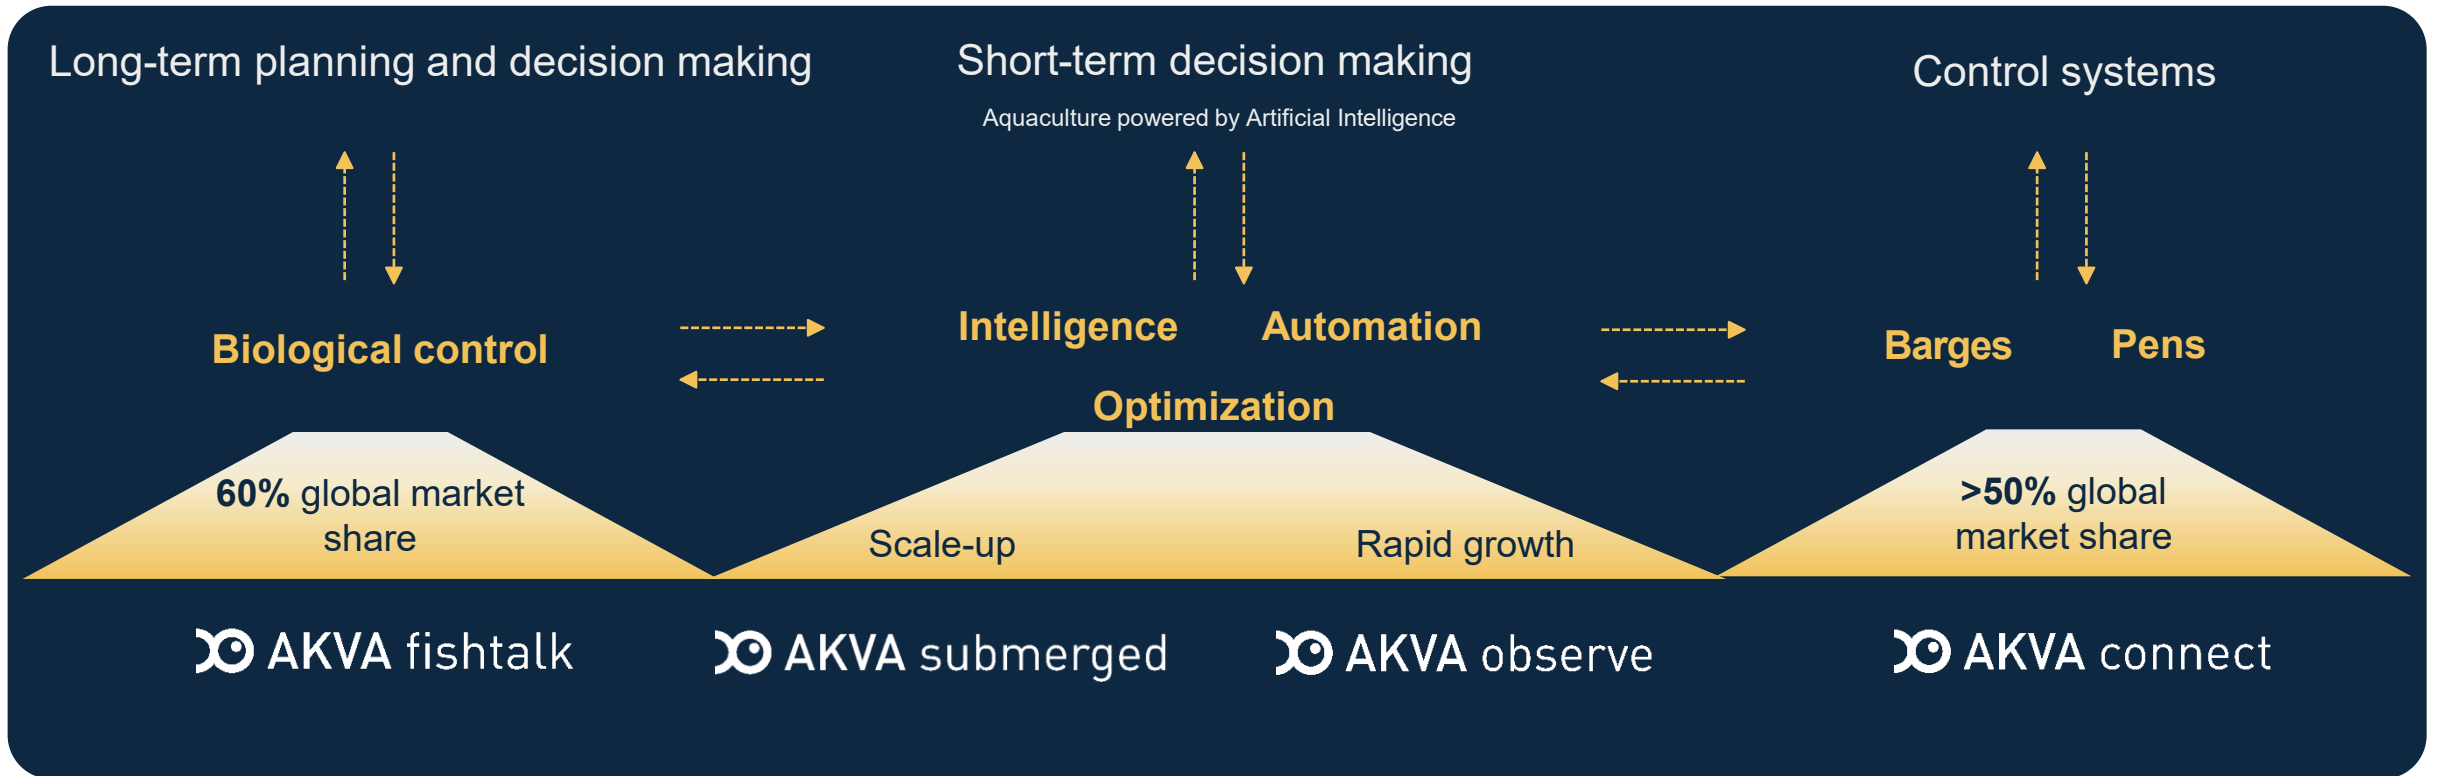 Long-term planning and decision making
Short-term decision making
Aquaculture powered by Artificial Intelligence
Control systems
Biological control
Intelligence
Automation
Optimization
Barges
Pens
60% global market
share
Scale-up
Rapid growth
>50% global
market share
AKVA fishtalk
AKVA submerged
AKVA observe
AKVA connect